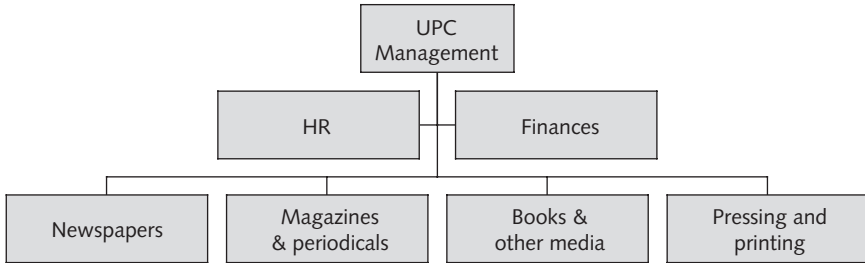 UPC
Management
HR
Finances
Newspapers
Magazines
& periodicals
Books &
other media
Pressing and
printing